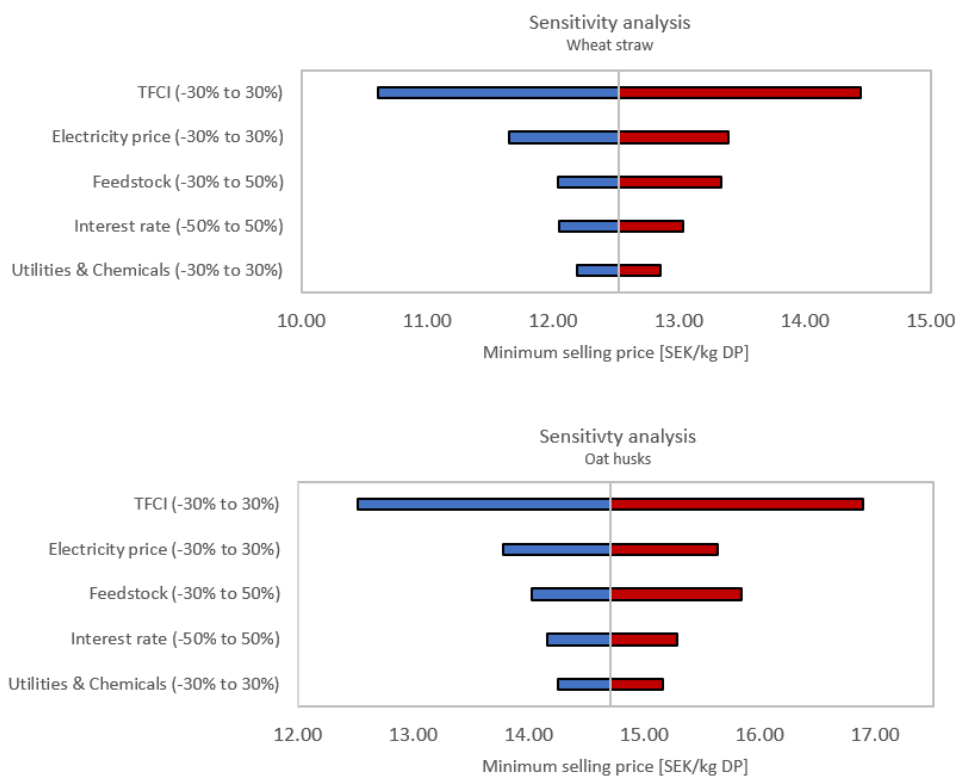 Sensitivity analysis
Wheat straw
TFCI (-30% to 30%)
Electricity price (-30% to 30%)
Feedstock (-30% to 50%)
Interest rate (-50% to 50%)
Utilities & Chemicals (-30% to 30%)
10.00 11.00 12.00 13.00 14.00 15.00
Minimum selling price [SEK/kg DP]
Sensitivty analysis
Oat husks
TFCI (-30% to 30%)
Electricity price (-30% to 30%)
Feedstock (-30% to 50%)
Interest rate (-50% to 50%)
Utilities & Chemicals (-30% to 30%)
12.00 13.00 14.00 15.00 16.00 17.00
Minimum selling price [SEK/kg DP]